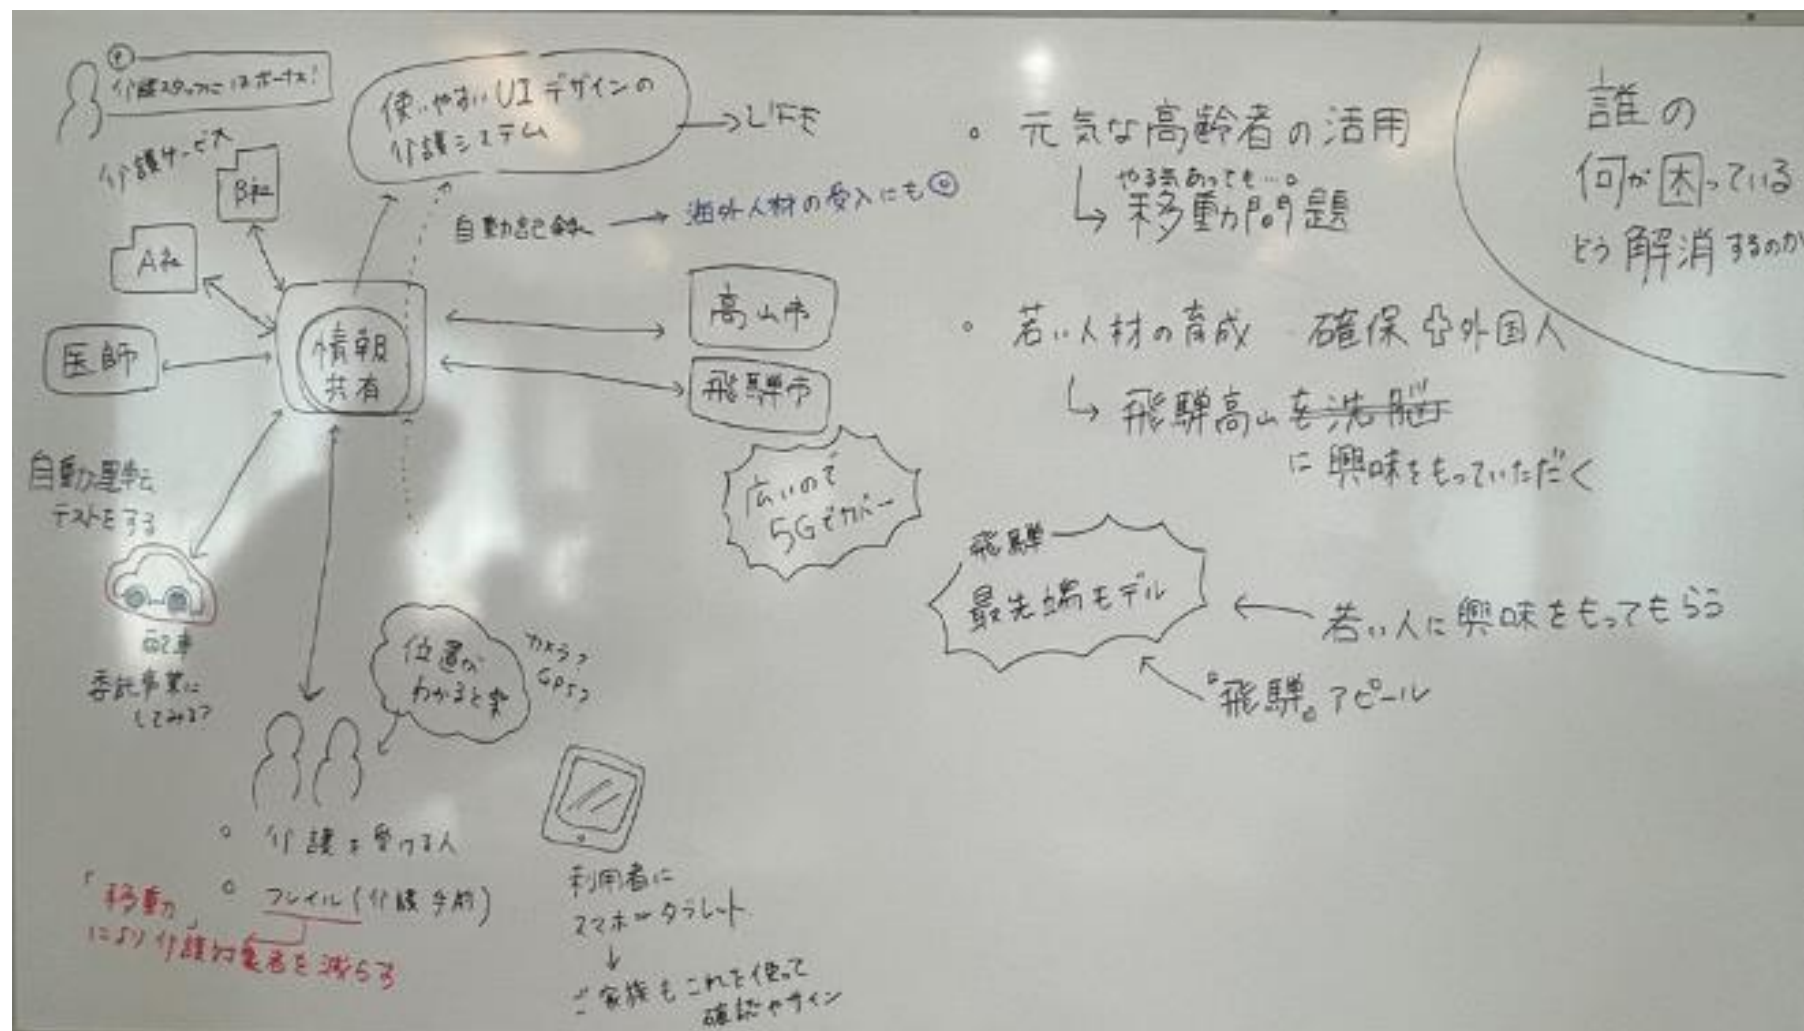 介護スタッフにはボーナス!
介護サービス
B社
A社
医師
情報
共有
使いやすいUIデザインの
介護システム
→LIFE
自動記録 → 海外人材の受入にも◎
高山市
飛騨市
広いので
5Gでカバー
自動運転
テストをする
配車
委託事業に
してみる?
位置が
わかると楽
カメラ?
GPS?
○ 介護を受ける人
○ フレイル(介護手前)
「移動」
により介護対象者を減らす
利用者に
スマホorタブレット
↓
ご家族もこれを使って
確認やサイン
○ 元気な高齢者の活用
やる気あっても…。
↳ 移動問題
○ 若い人材の育成 確保 + 外国人
↳ 飛騨高山を洗脳
に興味をもっていただく
飛騨
最先端モデル
← 若い人に興味をもってもらう
『飛騨』アピール
誰の
何が困っている
どう解消するのか